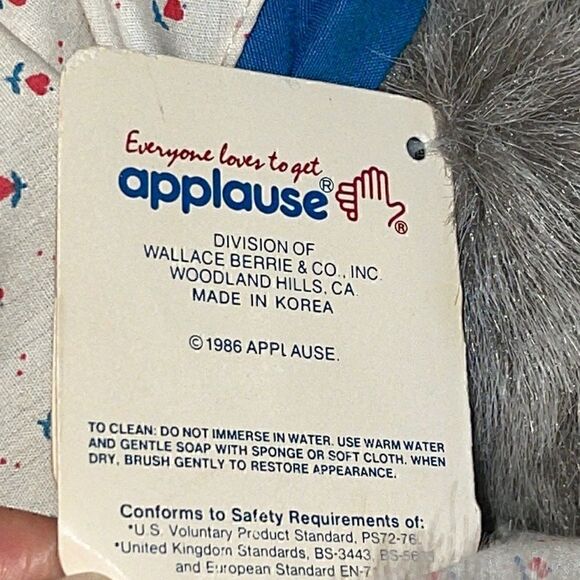 Everyone loves to get
applause®
®
DIVISION OF
WALLACE BERRIE & CO., INC.
WOODLAND HILLS, CA.
MADE IN KOREA
© 1986 APPLAUSE.
TO CLEAN: DO NOT IMMERSE IN WATER. USE WARM WATER
AND GENTLE SOAP WITH SPONGE OR SOFT CLOTH. WHEN
DRY, BRUSH GENTLY TO RESTORE APPEARANCE.
Conforms to Safety Requirements of:
*U.S. Voluntary Product Standard, PS72-76.
*United Kingdom Standards, BS-3443,
and European Standard